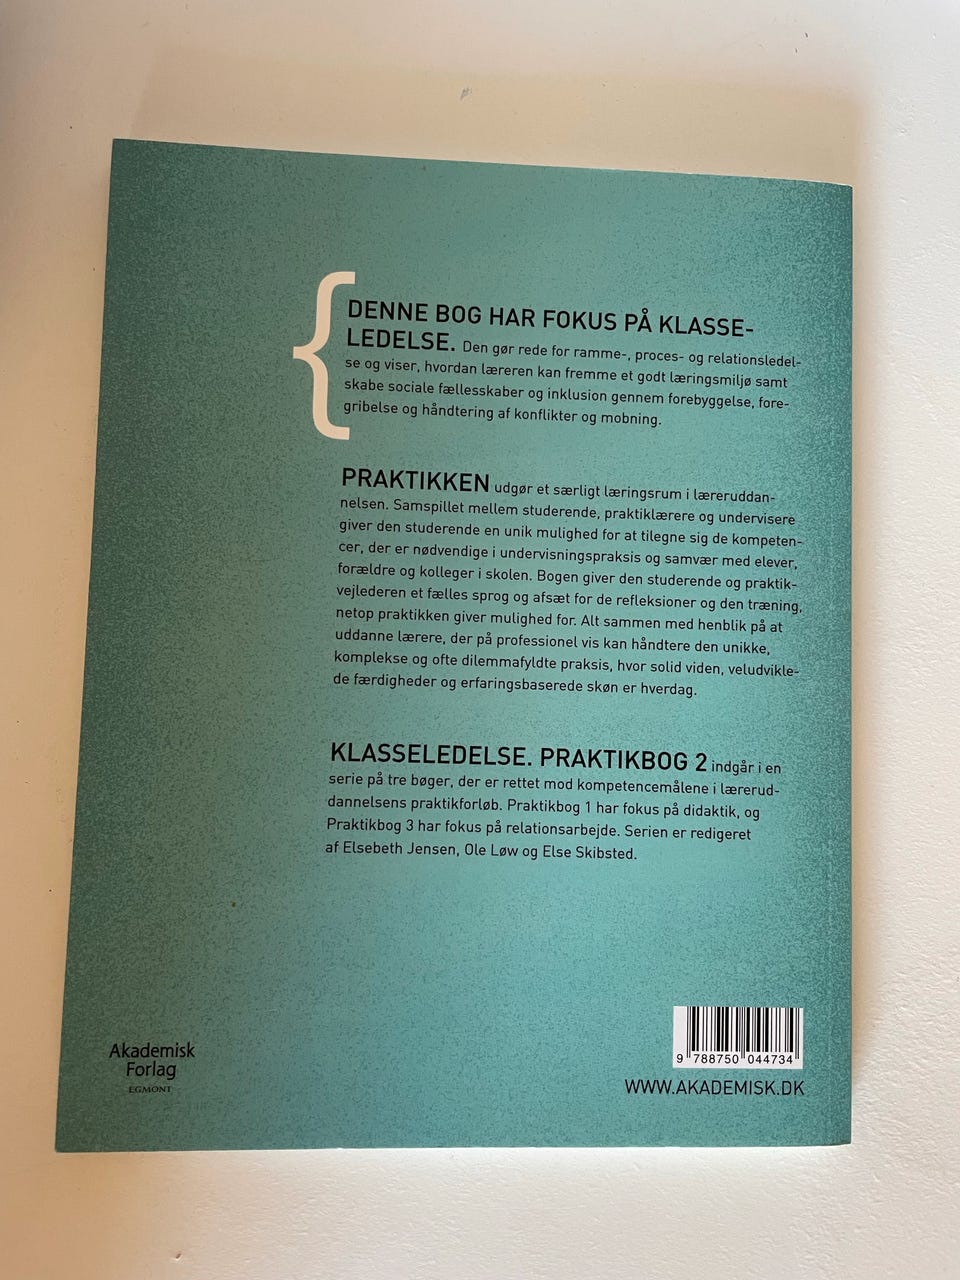 DENNE BOG HAR FOKUS PÅ KLASSE-
LEDELSE. Den gør rede for ramme-, proces- og relationsledel-
se og viser, hvordan læreren kan fremme et godt læringsmiljø samt
skabe sociale fællesskaber og inklusion gennem forebyggelse, fore-
gribelse og håndtering af konflikter og mobning.
PRAKTIKKEN udgør et særligt læringsrum i læreruddan-
nelsen. Samspillet mellem studerende, praktiklærere og undervisere
giver den studerende en unik mulighed for at tilegne sig de kompeten-
cer, der er nødvendige i undervisningspraksis og samvær med elever,
forældre og kolleger i skolen. Bogen giver den studerende og praktik-
vejlederen et fælles sprog og afsæt for de refleksioner og den træning,
netop praktikken giver mulighed for. Alt sammen med henblik på at
uddanne lærere, der på professionel vis kan håndtere den unikke,
komplekse og ofte dilemmafyldte praksis, hvor solid viden, veludvikle-
de færdigheder og erfaringsbaserede skøn er hverdag.
KLASSELEDELSE. PRAKTIKBOG 2 indgår i en
serie på tre bøger, der er rettet mod kompetencemålene i lærerud-
dannelsens praktikforløb. Praktikbog 1 har fokus på didaktik, og
Praktikbog 3 har fokus på relationsarbejde. Serien er redigeret
af Elsebeth Jensen, Ole Løw og Else Skibsted.
Akademisk
Forlag
EGMONT
9 788750 044734
WWW.AKADEMISK.DK